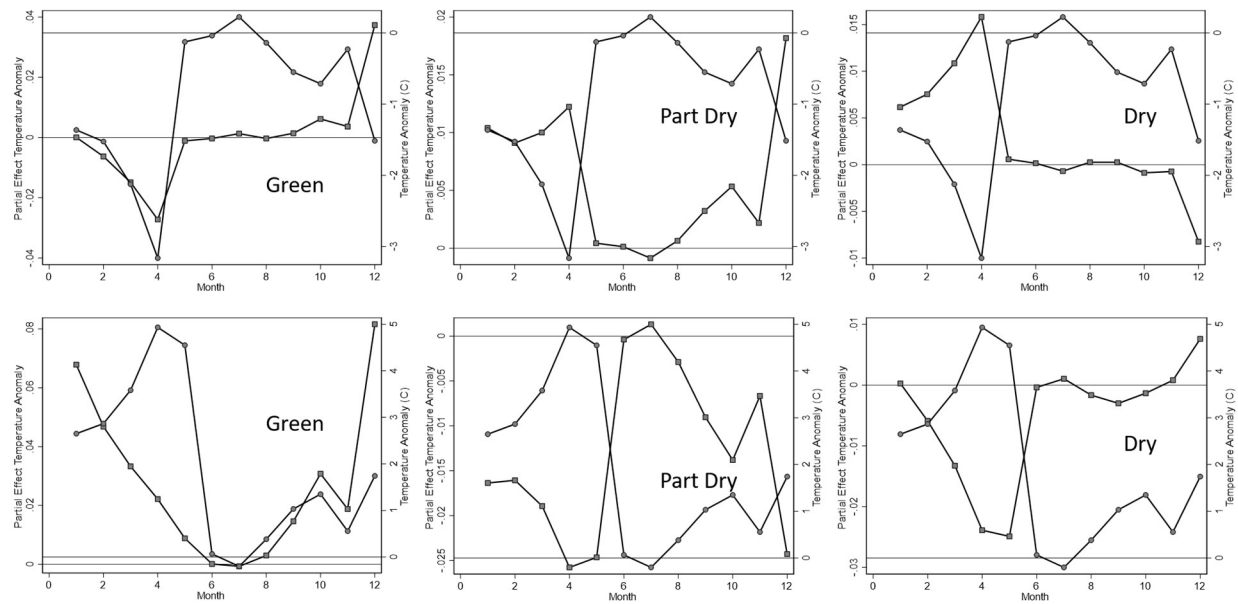 Partial Effect Temperature Anomaly
-.04 -.02 0 .02 .04
Green
-3 -2 -1 0
Temperature Anomaly (C)
0 2 4 6 8 10 12
Month
Partial Effect Temperature Anomaly
0 .005 .01 .015 .02
Part Dry
-3 -2 -1 0
Temperature Anomaly (C)
0 2 4 6 8 10 12
Month
Partial Effect Temperature Anomaly
-.01 -.005 0 .005 .01 .015
Dry
-3 -2 -1 0
Temperature Anomaly (C)
0 2 4 6 8 10 12
Month
Partial Effect Temperature Anomaly
0 .02 .04 .06 .08
Green
0 1 2 3 4 5
Temperature Anomaly (C)
0 2 4 6 8 10 12
Month
Partial Effect Temperature Anomaly
-.025 -.02 -.015 -.01 -.005 0
Part Dry
0 1 2 3 4 5
Temperature Anomaly (C)
0 2 4 6 8 10 12
Month
Partial Effect Temperature Anomaly
-.03 -.02 -.01 0 .01
Dry
0 1 2 3 4 5
Temperature Anomaly (C)
0 2 4 6 8 10 12
Month